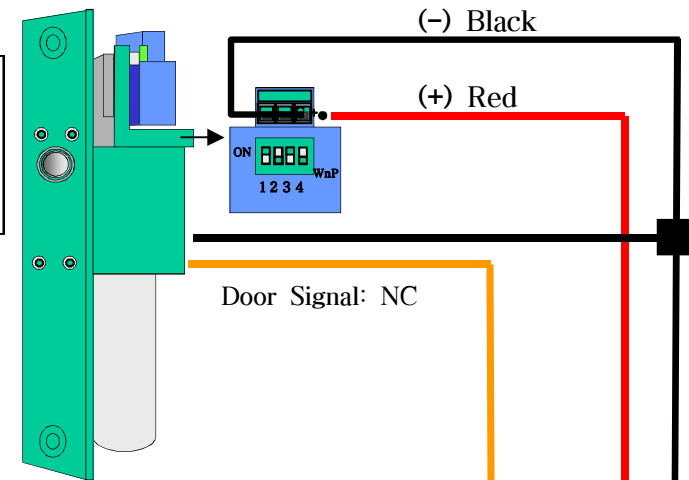 (-) Black
(+) Red
+
ON
WnP
1 2 3 4
Door Signal: NC